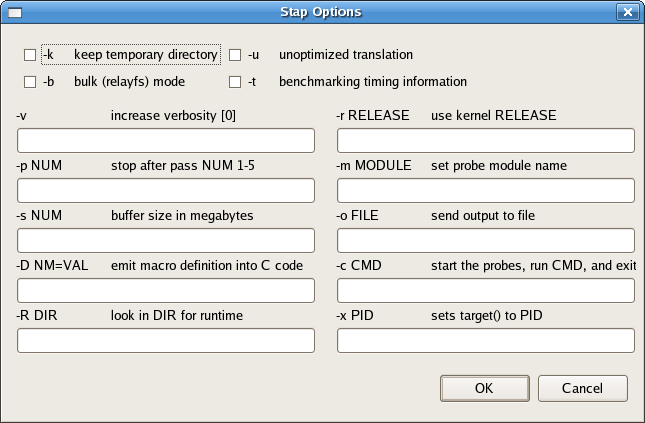 Stap Options
-k keep temporary directory -u unoptimized translation
-b bulk (relayfs) mode -t benchmarking timing information
-v increase verbosity [0] -r RELEASE use kernel RELEASE
-p NUM stop after pass NUM 1-5 -m MODULE set probe module name
-s NUM buffer size in megabytes -o FILE send output to file
-D NM=VAL emit macro definition into C code -c CMD start the probes, run CMD, and exit
-R DIR look in DIR for runtime -x PID sets target() to PID
OK Cancel